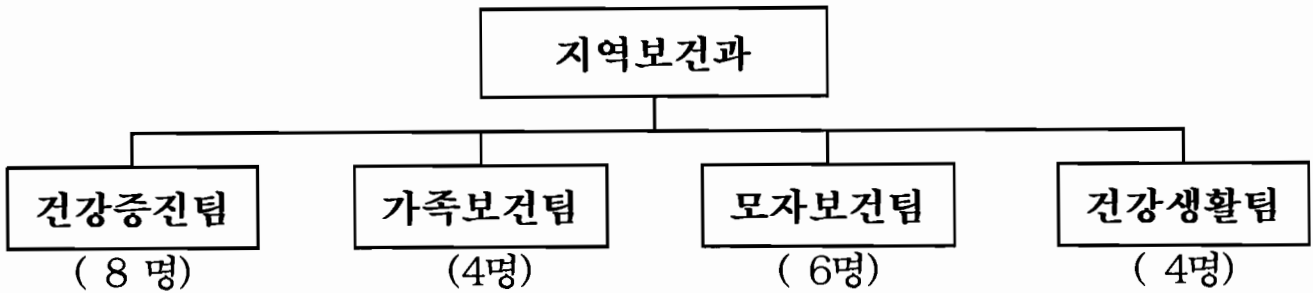 지역보건과
건강증진팀 가족보건팀 모자보건팀 건강생활팀
( 8 명) (4명) ( 6명) ( 4명)